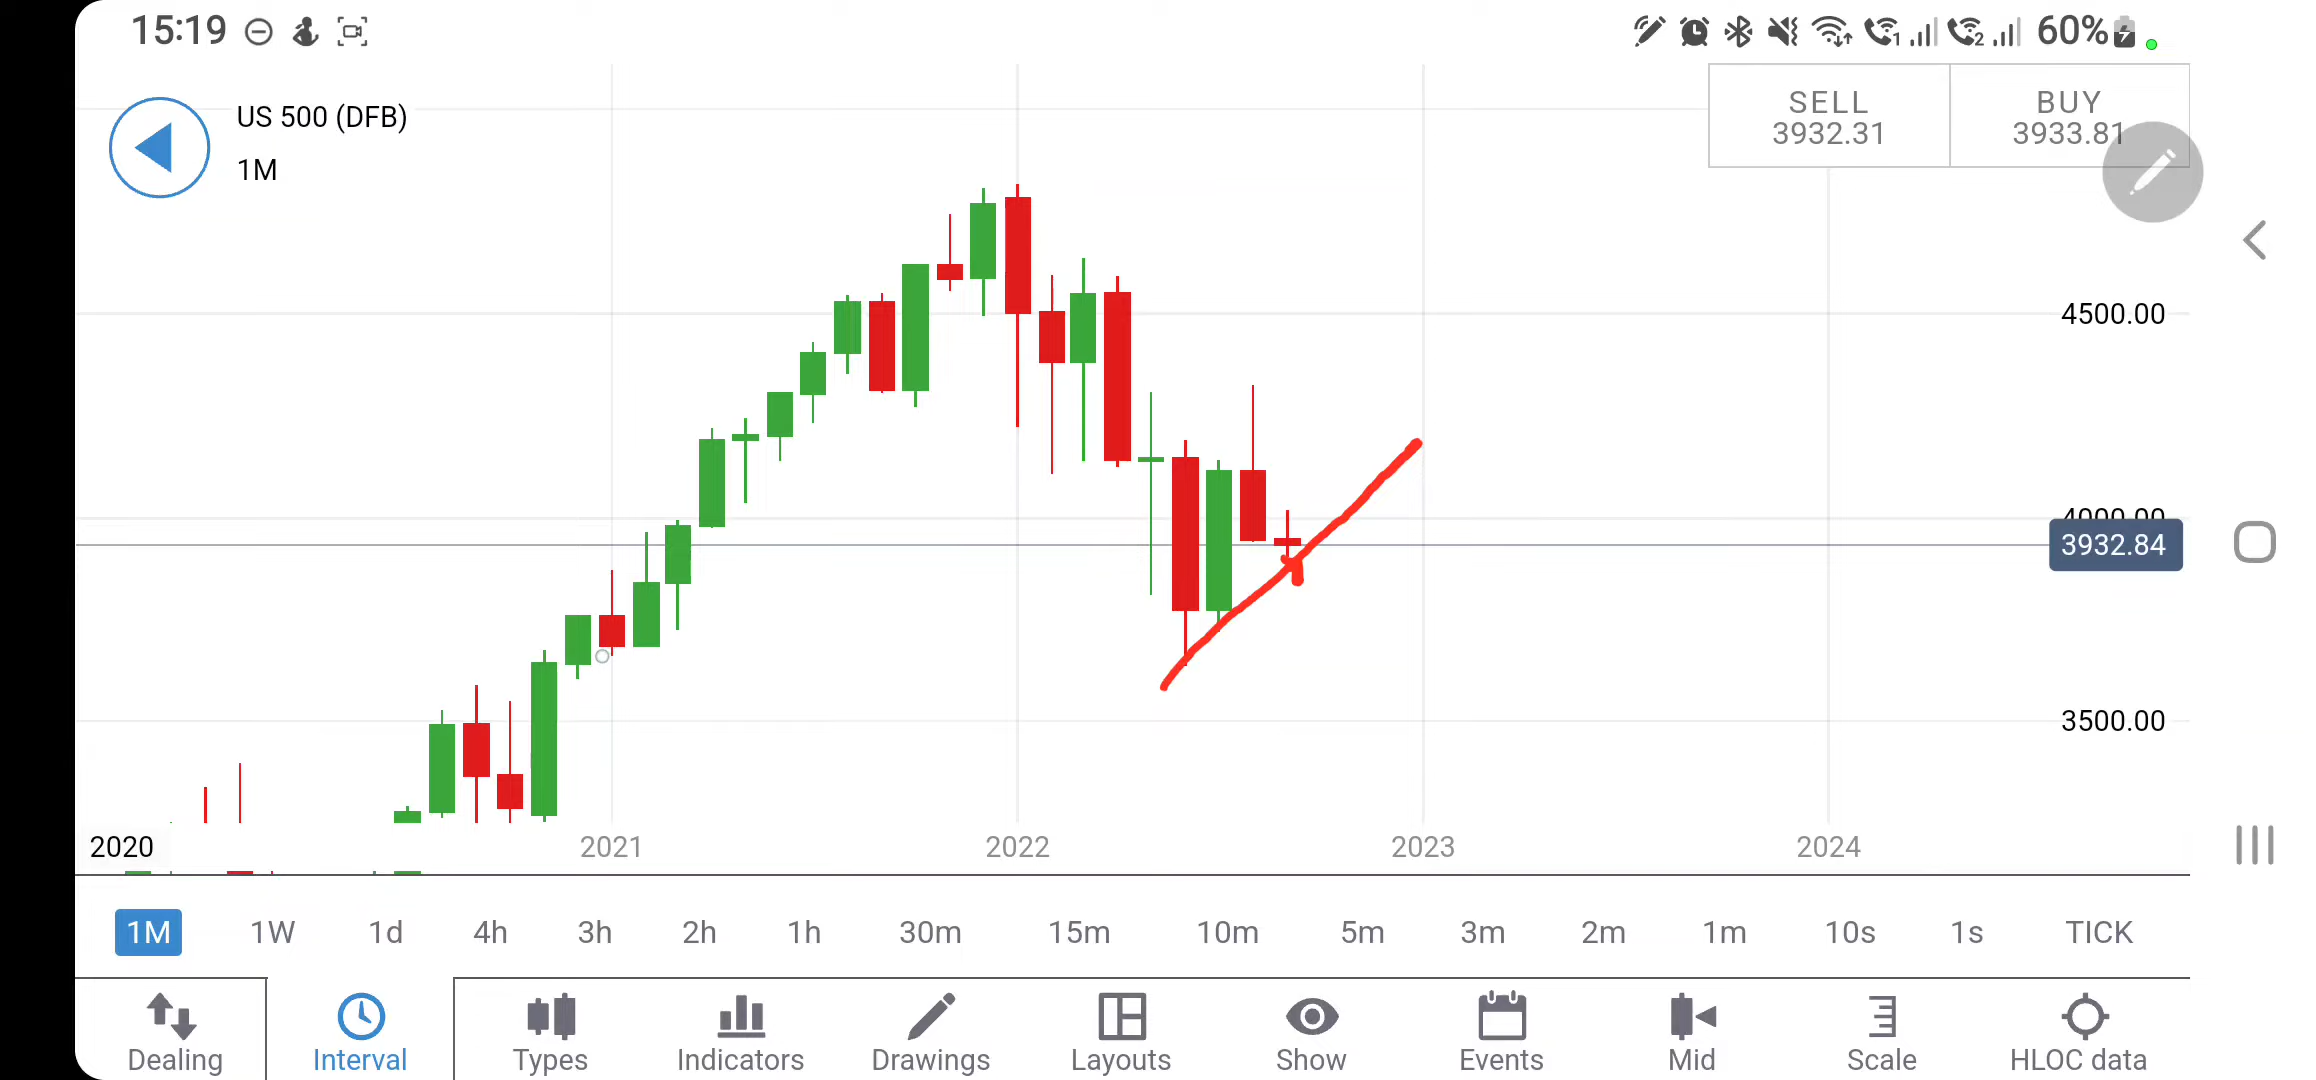 15:19 60%
US 500 (DFB)
1M
SELL BUY
3932.31 3933.81
4500.00
4000.00
3932.84
3500.00
2020 2021 2022 2023 2024
1M 1W 1d 4h 3h 2h 1h 30m 15m 10m 5m 3m 2m 1m 10s 1s TICK
Dealing Interval Types Indicators Drawings Layouts Show Events Mid Scale HLOC data